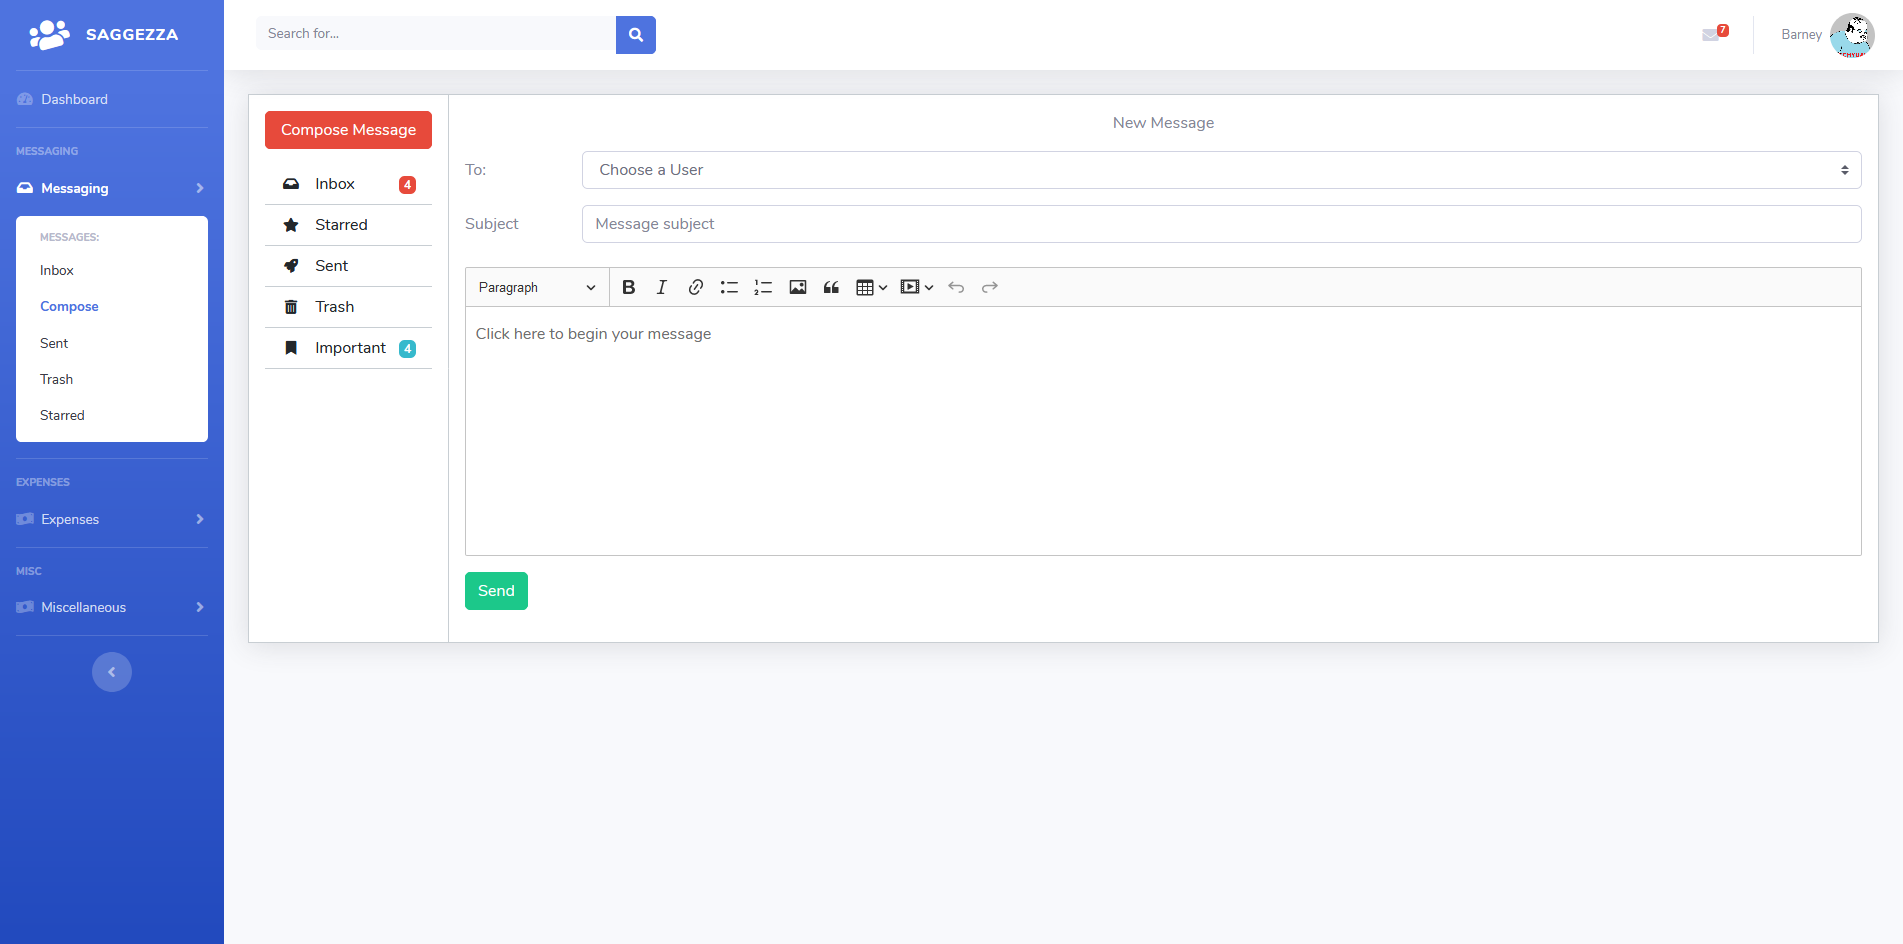 SAGGEZZA
Dashboard
MESSAGING
Messaging
MESSAGES:
Inbox
Compose
Sent
Trash
Starred
EXPENSES
Expenses
MISC
Miscellaneous
Search for...
7
Barney
Compose Message
Inbox 4
Starred
Sent
Trash
Important 4
New Message
To: Choose a User
Subject Message subject
Paragraph
Click here to begin your message
Send